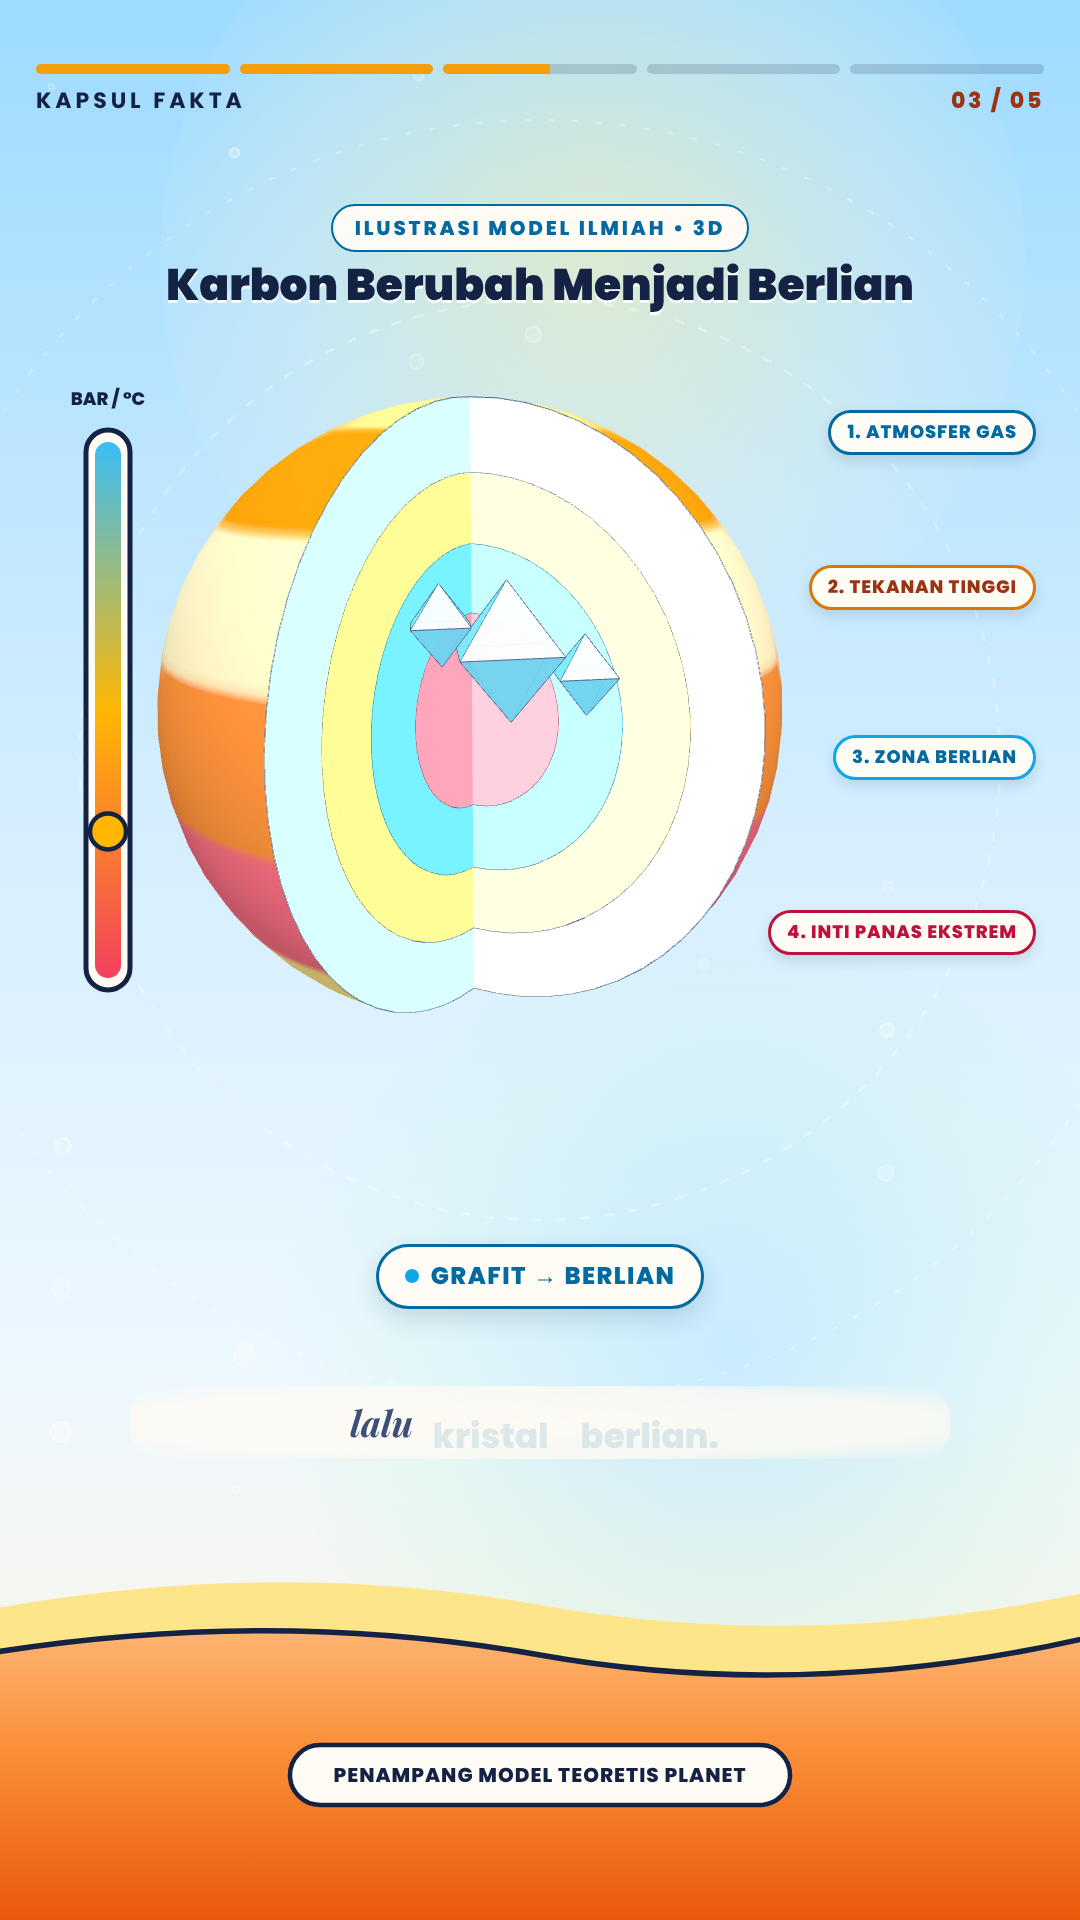 KAPSUL FAKTA
03 / 05
ILUSTRASI MODEL ILMIAH • 3D
Karbon Berubah Menjadi Berlian
BAR / °C
1. ATMOSFER GAS
2. TEKANAN TINGGI
3. ZONA BERLIAN
4. INTI PANAS EKSTREM
GRAFIT → BERLIAN
lalu kristal berlian.
PENAMPANG MODEL TEORETIS PLANET